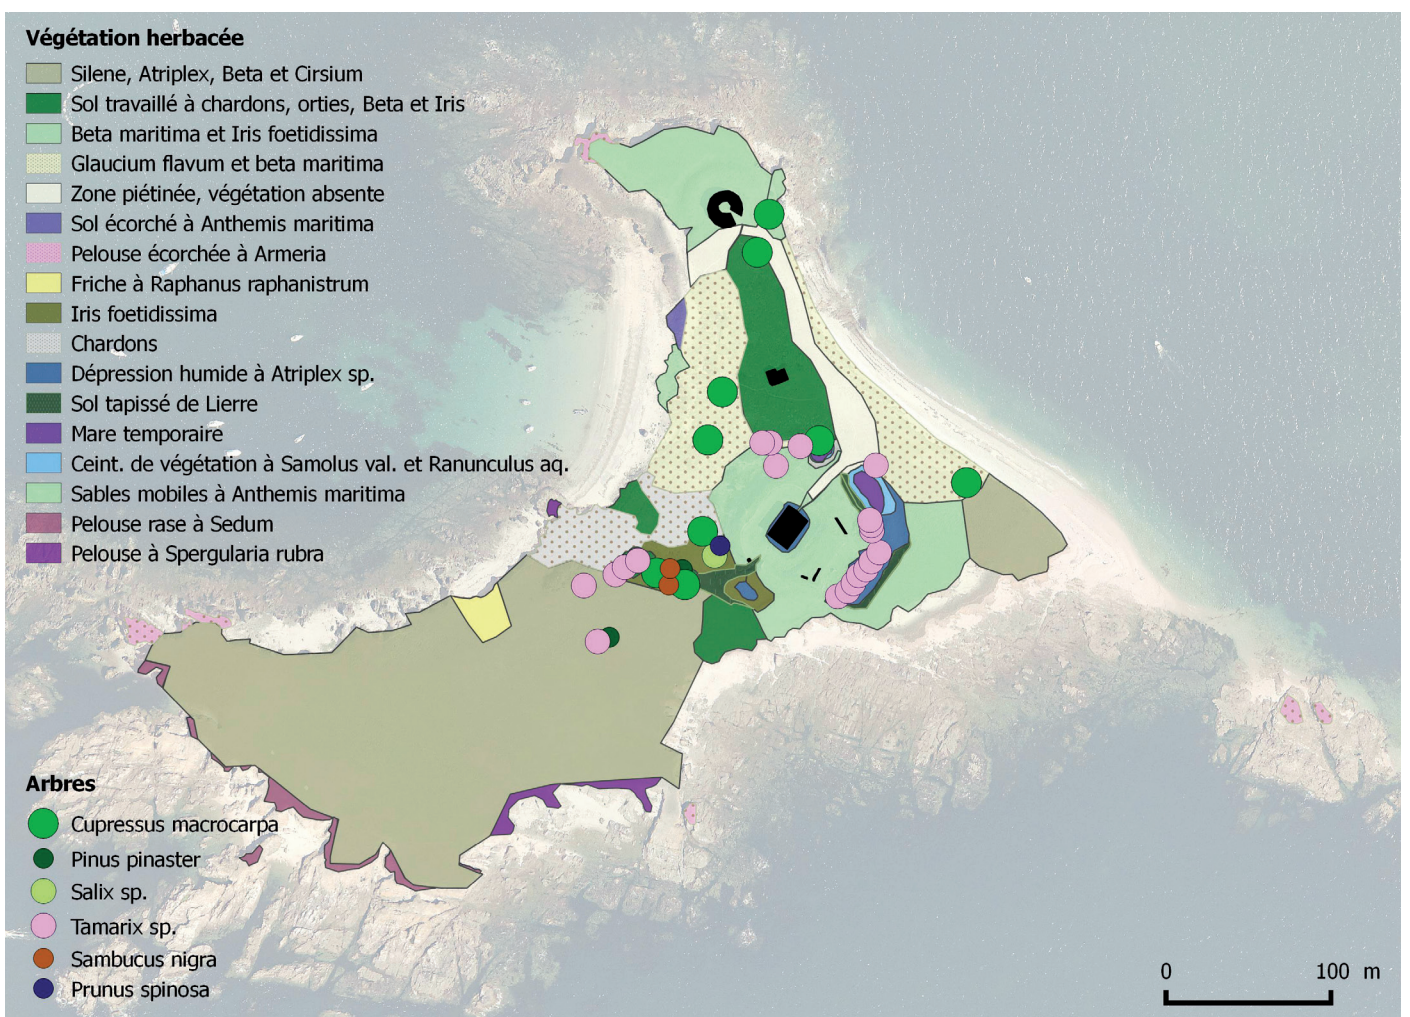 Végétation herbacée
Silene, Atriplex, Beta et Cirsium
Sol travaillé à chardons, orties, Beta et Iris
Beta maritima et Iris foetidissima
Glaucium flavum et beta maritima
Zone piétinée, végétation absente
Sol écorché à Anthemis maritima
Pelouse écorchée à Armeria
Friche à Raphanus raphanistrum
Iris foetidissima
Chardons
Dépression humide à Atriplex sp.
Sol tapissé de Lierre
Mare temporaire
Ceint. de végétation à Samolus val. et Ranunculus aq.
Sables mobiles à Anthemis maritima
Pelouse rase à Sedum
Pelouse à Spergularia rubra
Arbres
Cupressus macrocarpa
Pinus pinaster
Salix sp.
Tamarix sp.
Sambucus nigra
Prunus spinosa
0 100 m